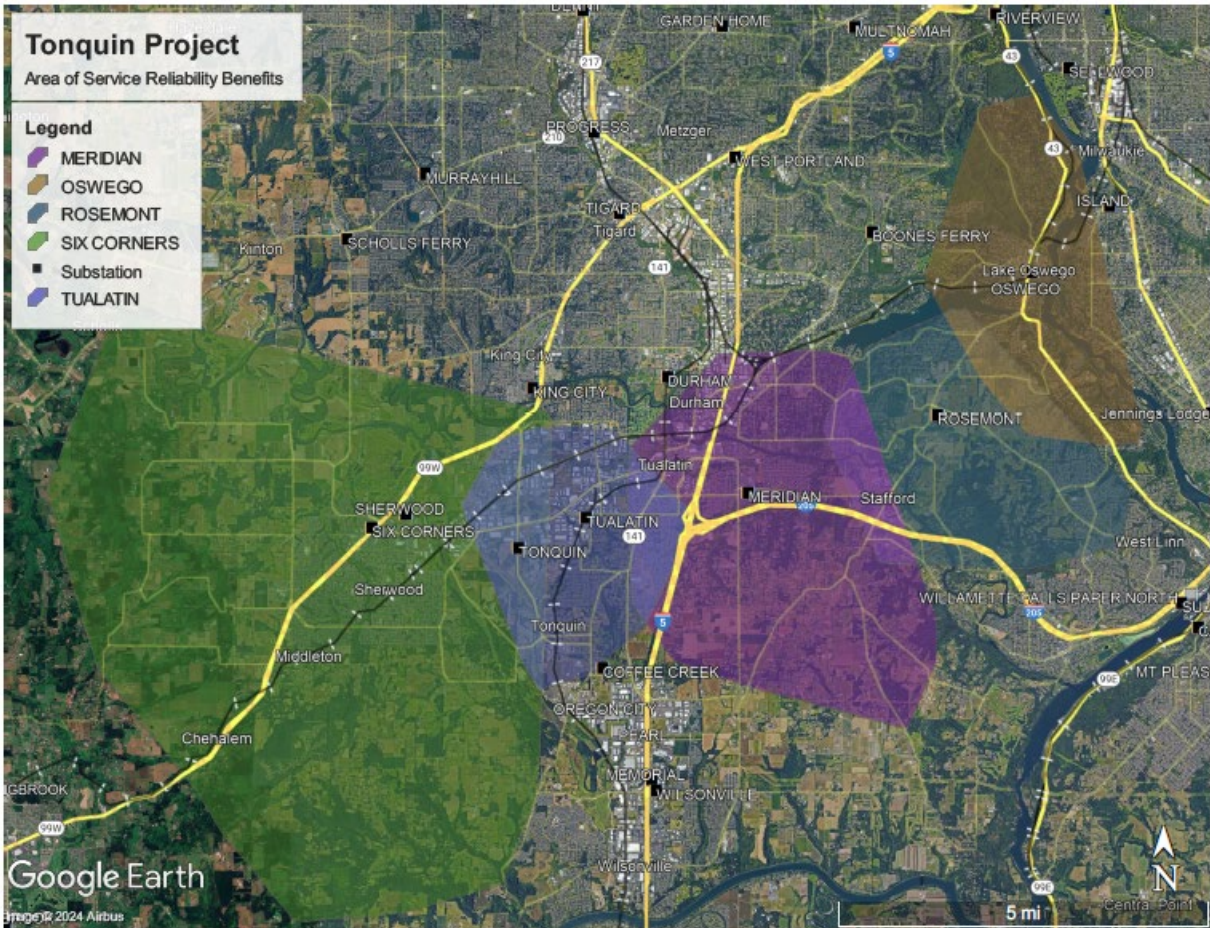 Tonquin Project
Area of Service Reliability Benefits
Legend
MERIDIAN
OSWEGO
ROSEMONT
SIX CORNERS
Substation
TUALATIN
GARDEN HOME
MULTNOMAH
RIVERVIEW
5
43
217
SELLWOOD
PROGRESS
210
Metzger
43
Milwaukie
WEST PORTLAND
MURRAYHILL
ISLAND
TIGARD
Tigard
BOONES FERRY
SCHOLLS FERRY
Kinton
141
Lake Oswego
OSWEGO
King City
KING CITY
DURHAM
Durham
ROSEMONT
Jennings Lodge
99W
Tualatin
MERIDIAN
Stafford
205
SHERWOOD
SIX CORNERS
TUALATIN
141
TONQUIN
West Linn
Sherwood
WILLAMETTE FALLS PAPER NORTH
205
5
Tonquin
Middleton
COFFEE CREEK
MT PLEAS
99E
OREGON CITY
Chehalem
PEARL
MEMORIAL
WILSONVILLE
GBROOK
99W
Wilsonville
Google Earth
Image © 2024 Airbus
N
99E
Central Point
5 mi